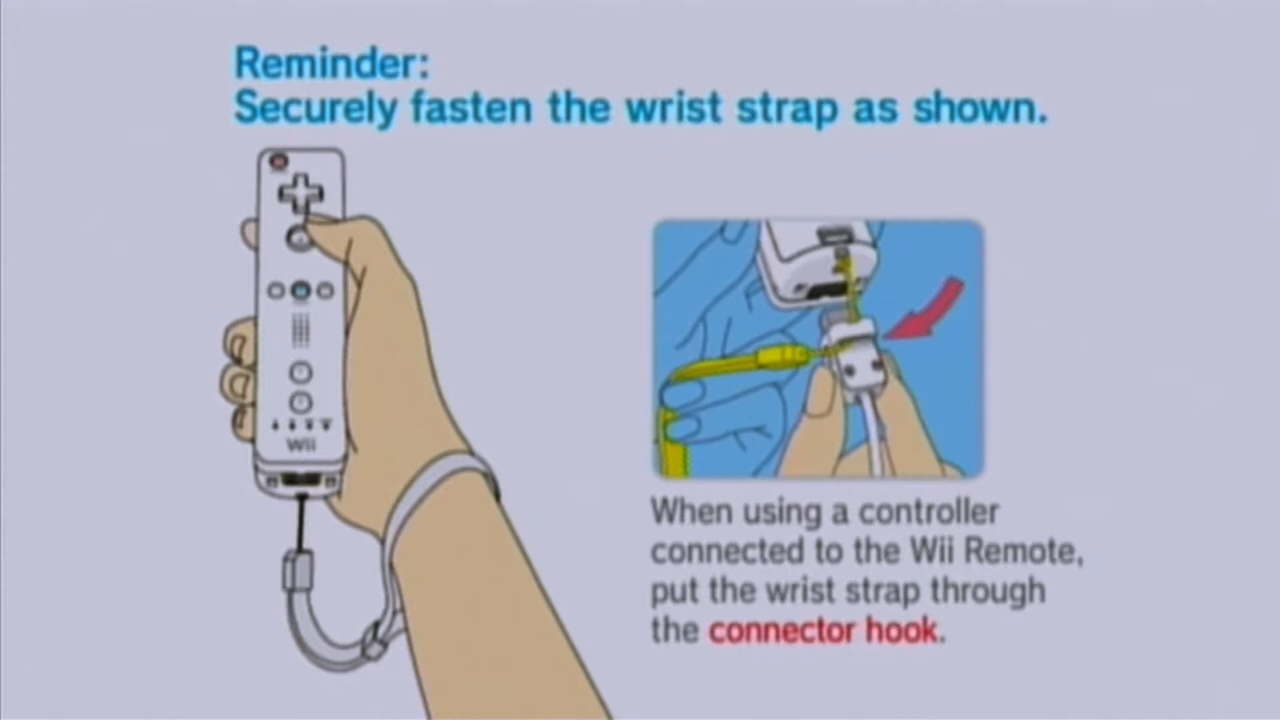 Reminder:
Securely fasten the wrist strap as shown.
Wii
When using a controller
connected to the Wii Remote,
put the wrist strap through
the connector hook.